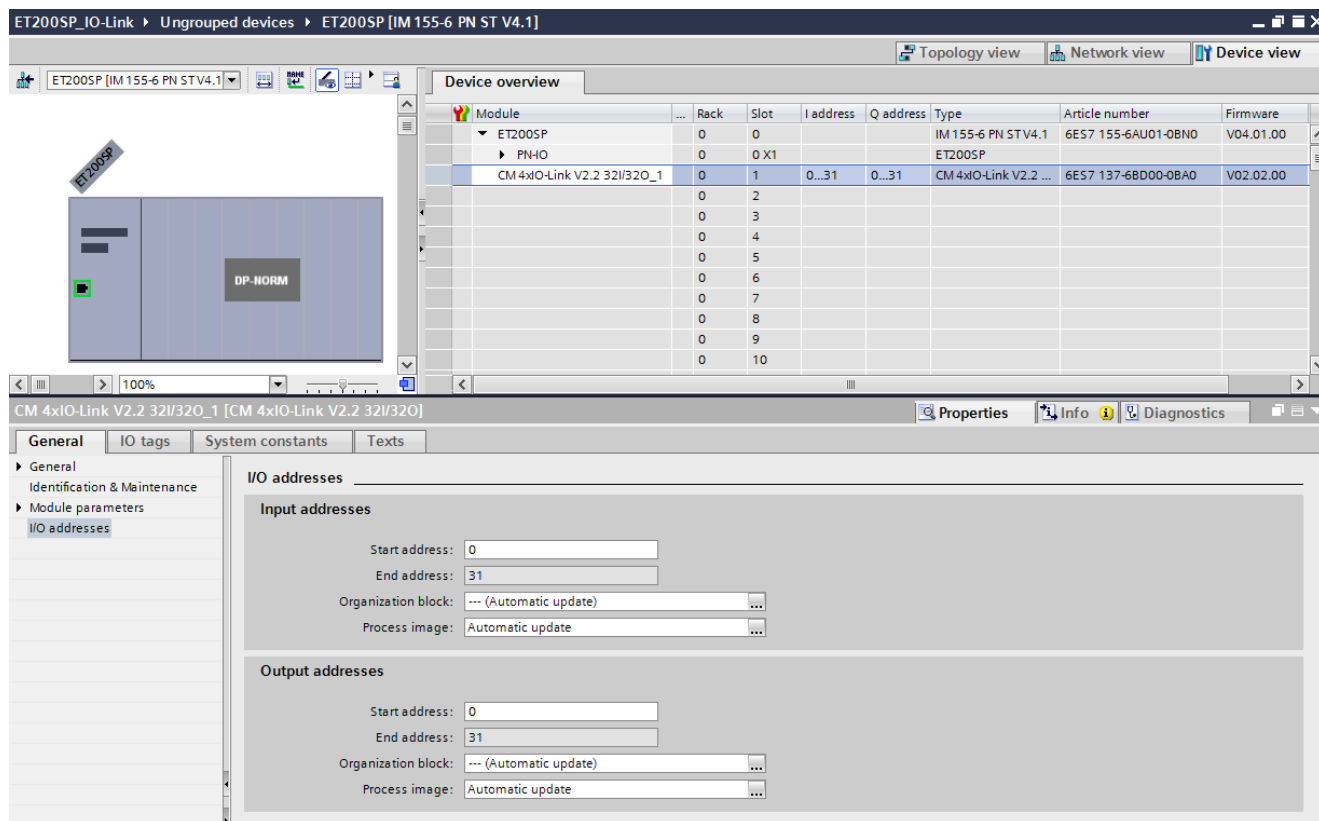 ET200SP_IO-Link ▸ Ungrouped devices ▸ ET200SP [IM 155-6 PN ST V4.1]
Topology view Network view Device view
ET200SP [IM 155-6 PN ST V4.1
Device overview
Module ... Rack Slot I address Q address Type Article number Firmware
ET200SP 0 0 IM 155-6 PN ST V4.1 6ES7 155-6AU01-0BN0 V04.01.00
PN-IO 0 0 X1 ET200SP
CM 4xIO-Link V2.2 32I/32O_1 0 1 0...31 0...31 CM 4xIO-Link V2.2 ... 6ES7 137-6BD00-0BA0 V02.02.00
0 2
0 3
0 4
0 5
0 6
0 7
0 8
0 9
0 10
ET200SP
DP-NORM
100%
CM 4xIO-Link V2.2 32I/32O_1 [CM 4xIO-Link V2.2 32I/32O]
Properties Info Diagnostics
General IO tags System constants Texts
General
Identification & Maintenance
Module parameters
I/O addresses
I/O addresses
Input addresses
Start address: 0
End address: 31
Organization block: --- (Automatic update) ...
Process image: Automatic update ...
Output addresses
Start address: 0
End address: 31
Organization block: --- (Automatic update) ...
Process image: Automatic update ...